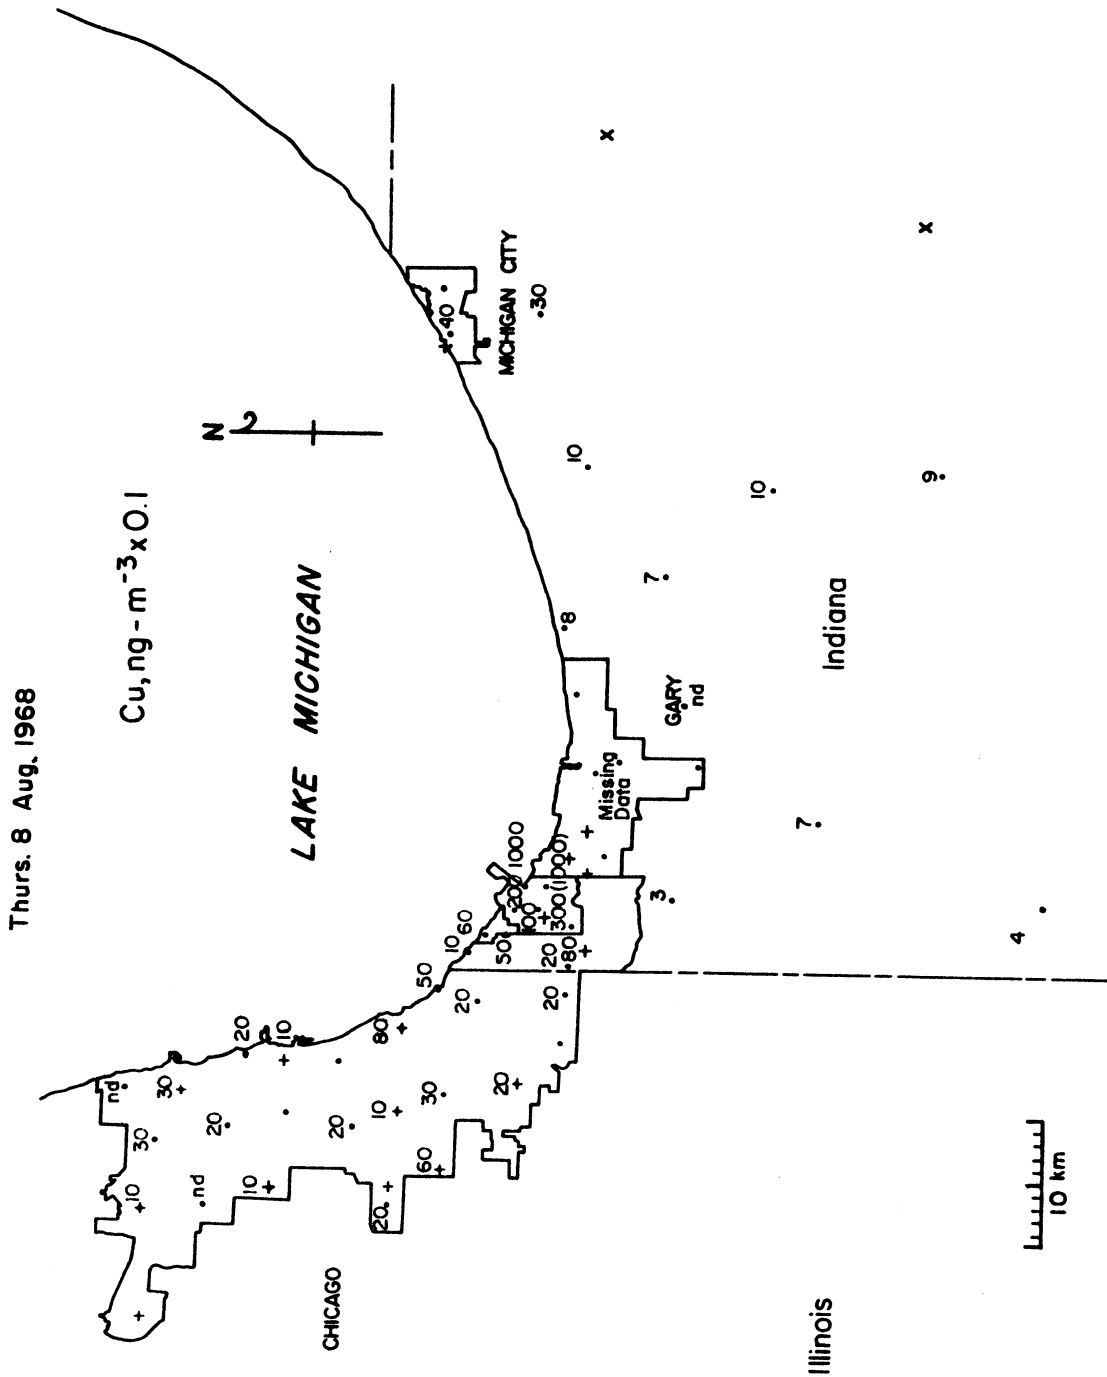 Thurs. 8 Aug. 1968
Cu, ng-m⁻³ x 0.1
N
LAKE MICHIGAN
CHICAGO
10
nd
30
nd
30
20
20
10
10
20
20
10
80
30
60
20
50
20
20
10
60
50
20
80
20
1000
100
300 (1000)
Missing
Data
GARY
nd
8
7
10
10
9
7
3
4
40
MICHIGAN CITY
30
x
x
Indiana
Illinois
10 km